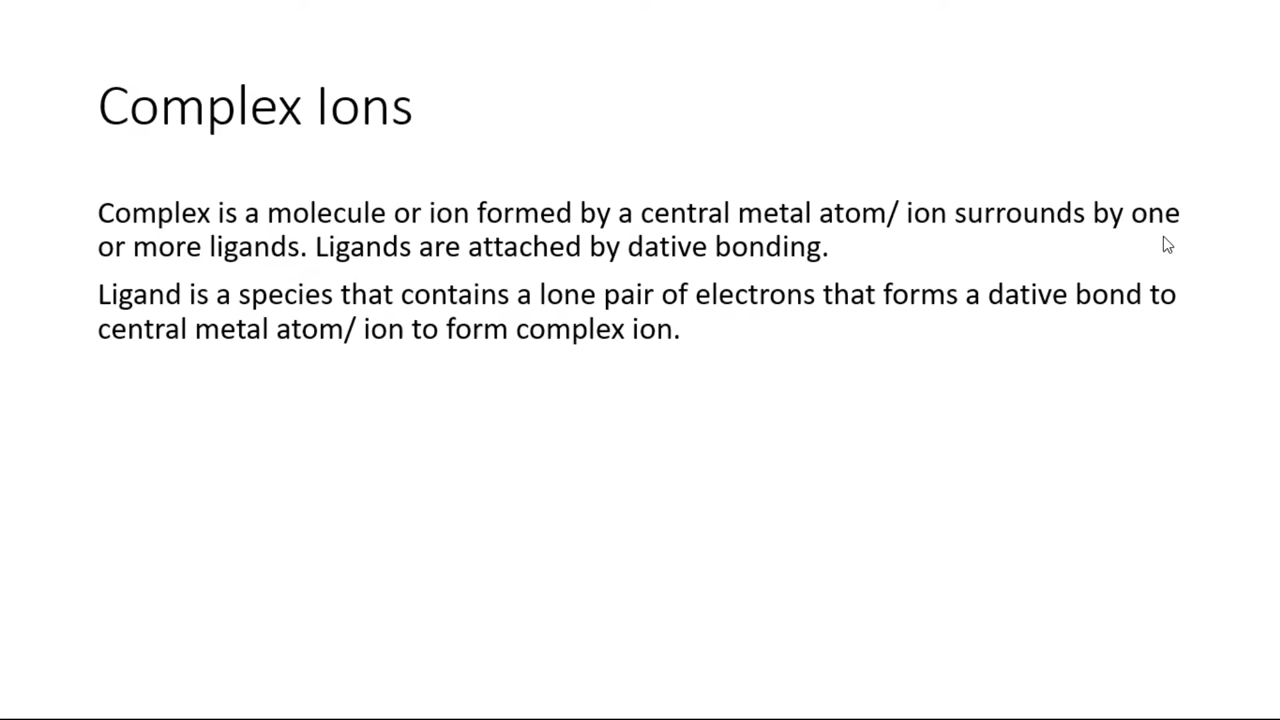 Complex Ions
Complex is a molecule or ion formed by a central metal atom/ ion surrounds by one
or more ligands. Ligands are attached by dative bonding.
Ligand is a species that contains a lone pair of electrons that forms a dative bond to
central metal atom/ ion to form complex ion.